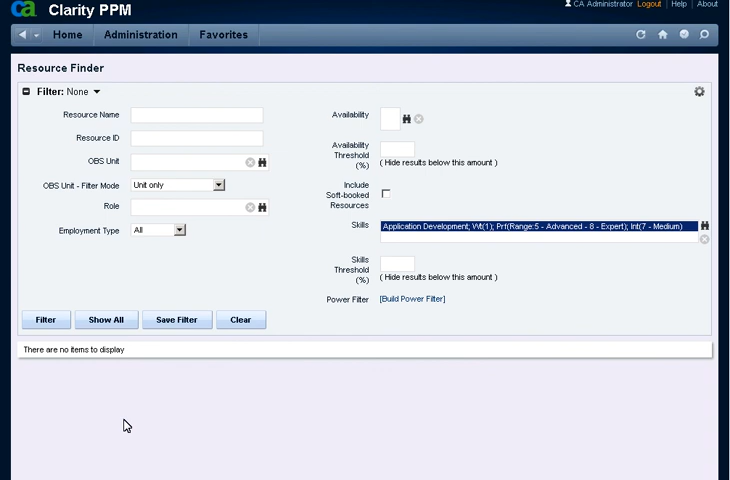 ca Clarity PPM
CA Administrator Logout | Help | About
Home Administration Favorites
Resource Finder
Filter: None
Resource Name
Resource ID
OBS Unit
OBS Unit - Filter Mode Unit only
Role
Employment Type All
Availability
Availability
Threshold
(%)
( Hide results below this amount )
Include
Soft-booked
Resources
Skills Application Development; Wt(1); Prf(Range:5 - Advanced - 8 - Expert); Int(7 - Medium)
Skills
Threshold
(%)
( Hide results below this amount )
Power Filter [Build Power Filter]
Filter Show All Save Filter Clear
There are no items to display